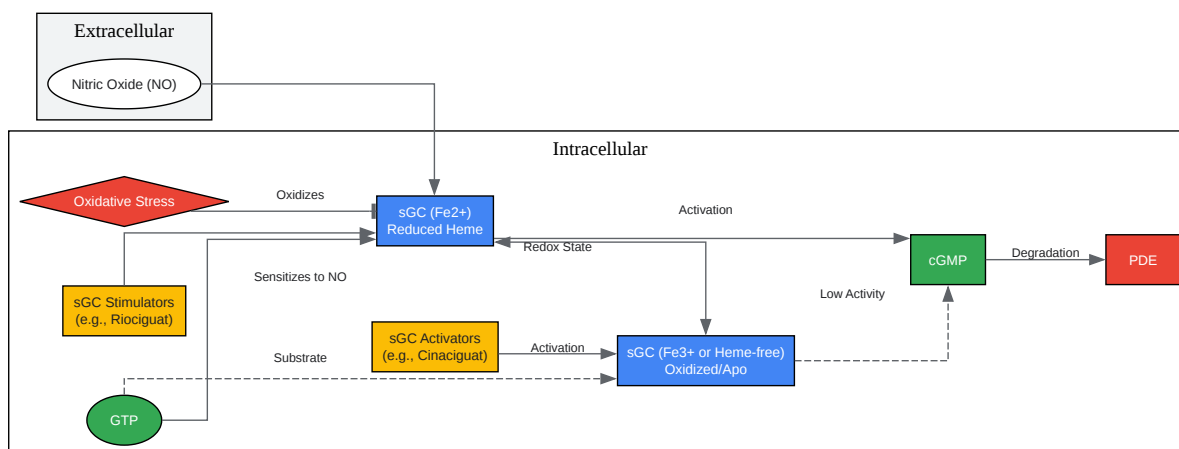 Extracellular
Nitric Oxide (NO)
Intracellular
Oxidative Stress
Oxidizes
sGC (Fe2+)
Reduced Heme
Activation
Redox State
cGMP
Degradation
PDE
Sensitizes to NO
sGC Stimulators
(e.g., Riociguat)
Low Activity
sGC Activators
(e.g., Cinaciguat)
Activation
sGC (Fe3+ or Heme-free)
Oxidized/Apo
Substrate
GTP